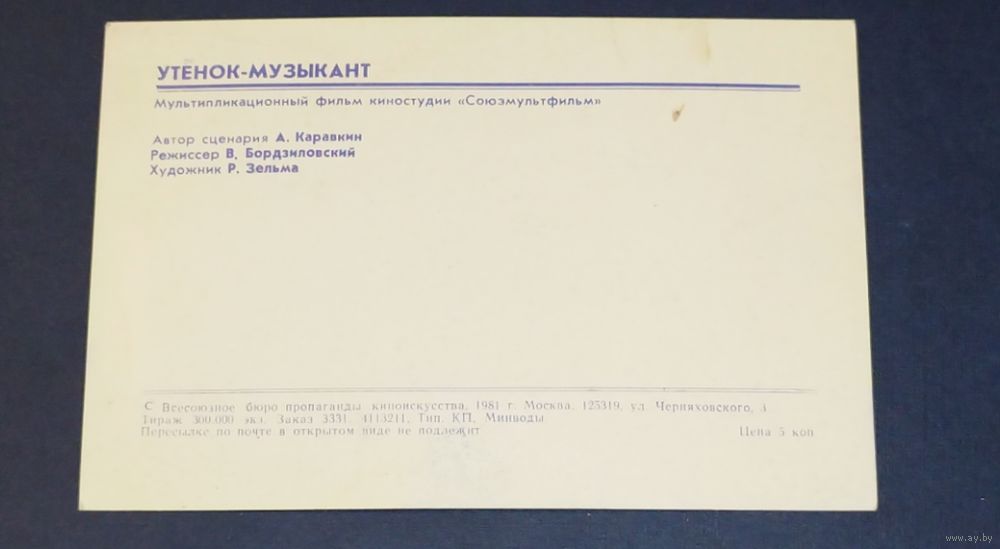 УТЁНОК-МУЗЫКАНТ
Мультипликационный фильм киностудии «Союзмультфильм»
Автор сценария А. Каравкин
Режиссер В. Бордзиловский
Художник Р. Зельма
С Всесоюзное бюро пропаганды киноискусства, 1981 г. Москва, 125319, ул. Черняховского, 3
Тираж 300.000 экз. Заказ 3331. 4113211, Тип. КП, Минводы
Пересылке по почте в открытом виде не подлежит Цена 5 коп
www.ay.by